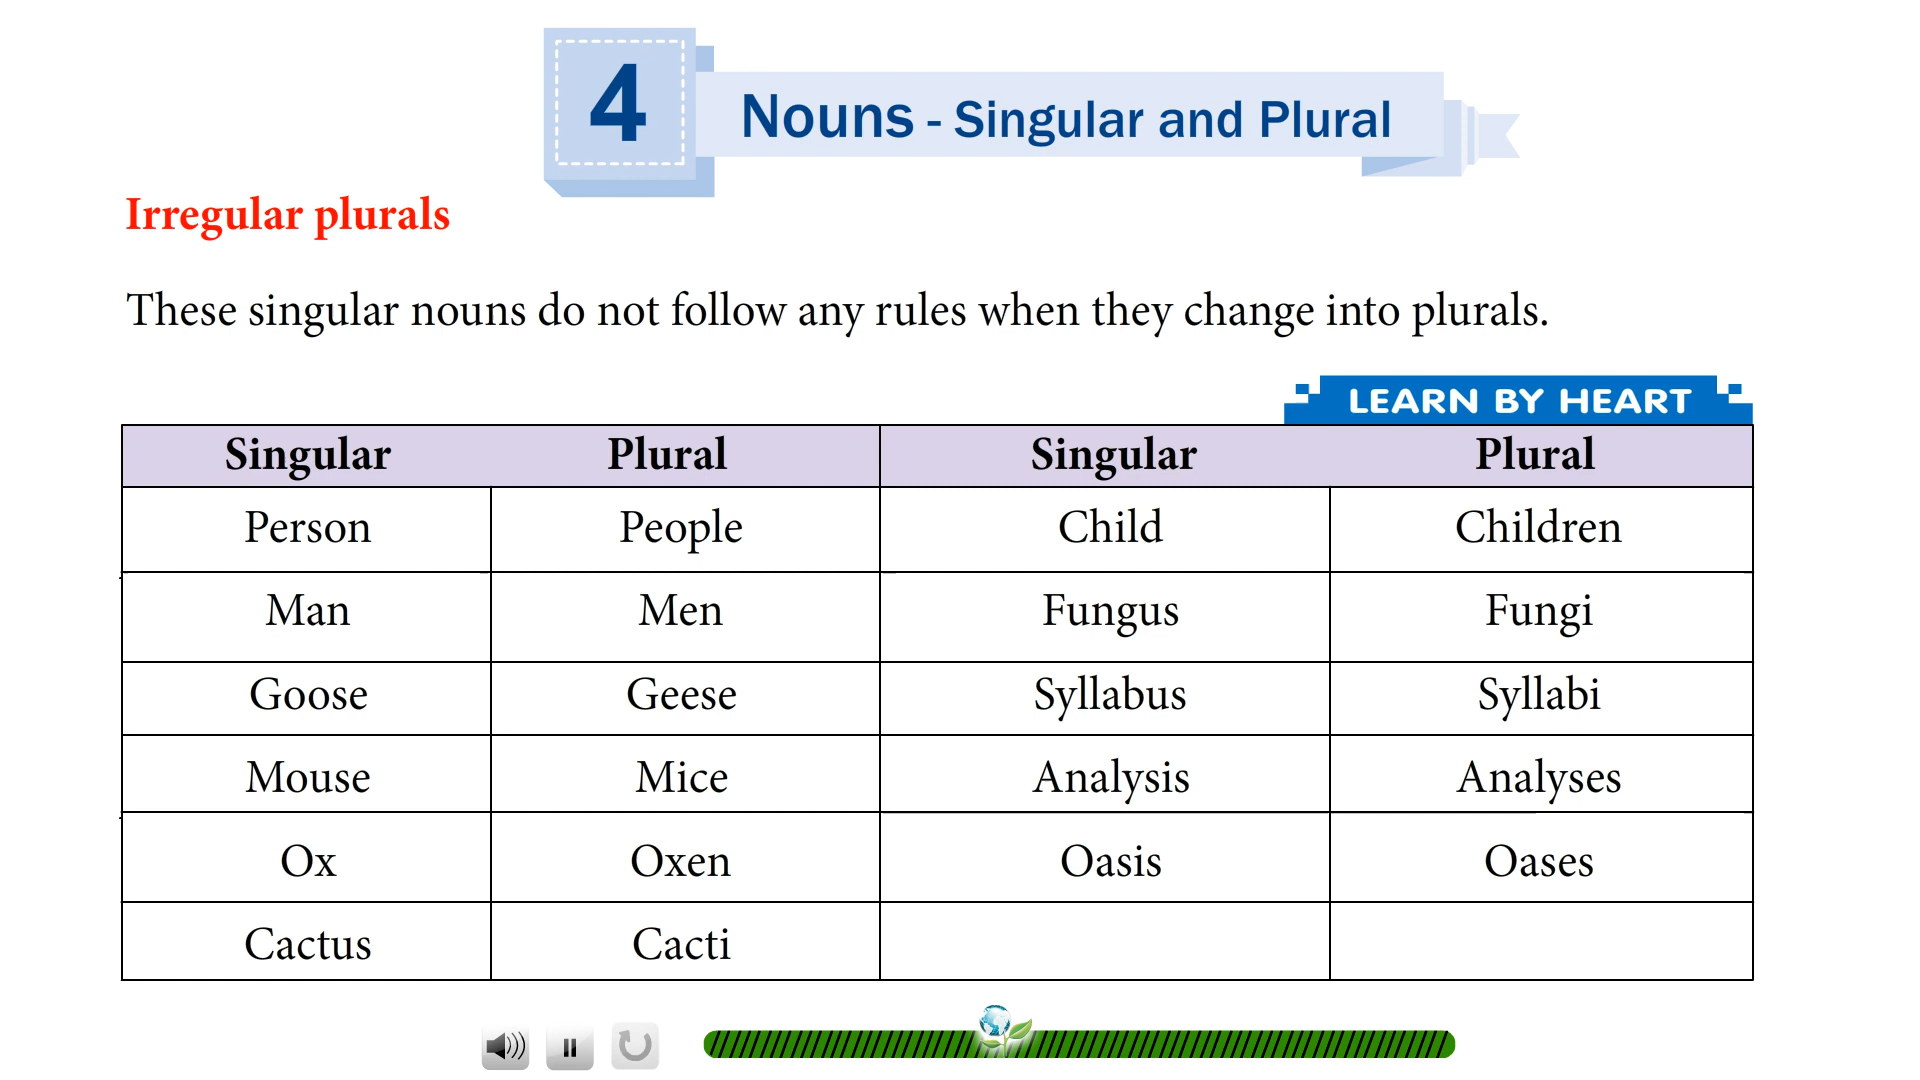 4
Nouns - Singular and Plural
Irregular plurals
These singular nouns do not follow any rules when they change into plurals.
LEARN BY HEART
Singular Plural Singular Plural
Person People Child Children
Man Men Fungus Fungi
Goose Geese Syllabus Syllabi
Mouse Mice Analysis Analyses
Ox Oxen Oasis Oases
Cactus Cacti